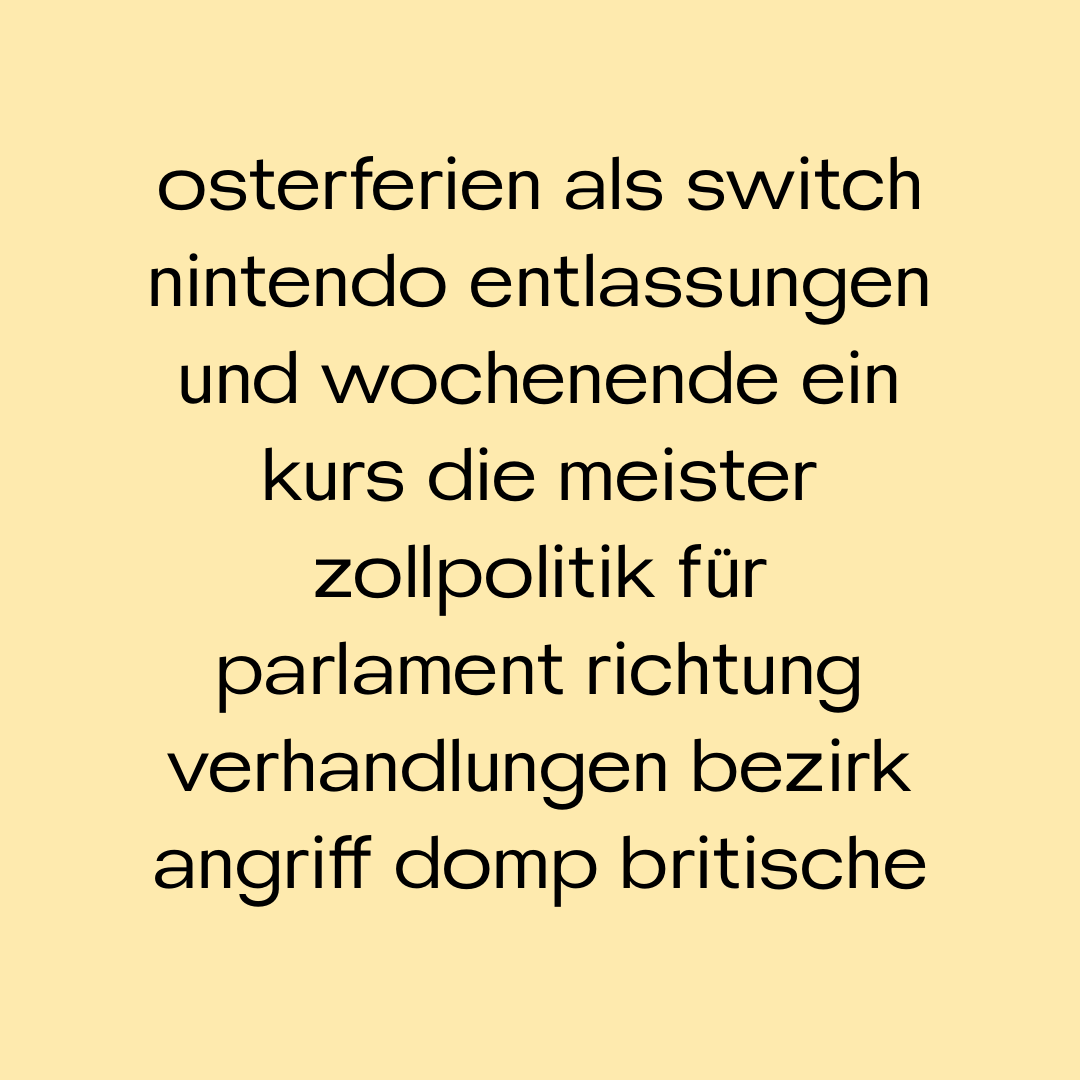 osterferien als switch
nintendo entlassungen
und wochenende ein
kurs die meister
zollpolitik für
parlament richtung
verhandlungen bezirk
angriff domp britische